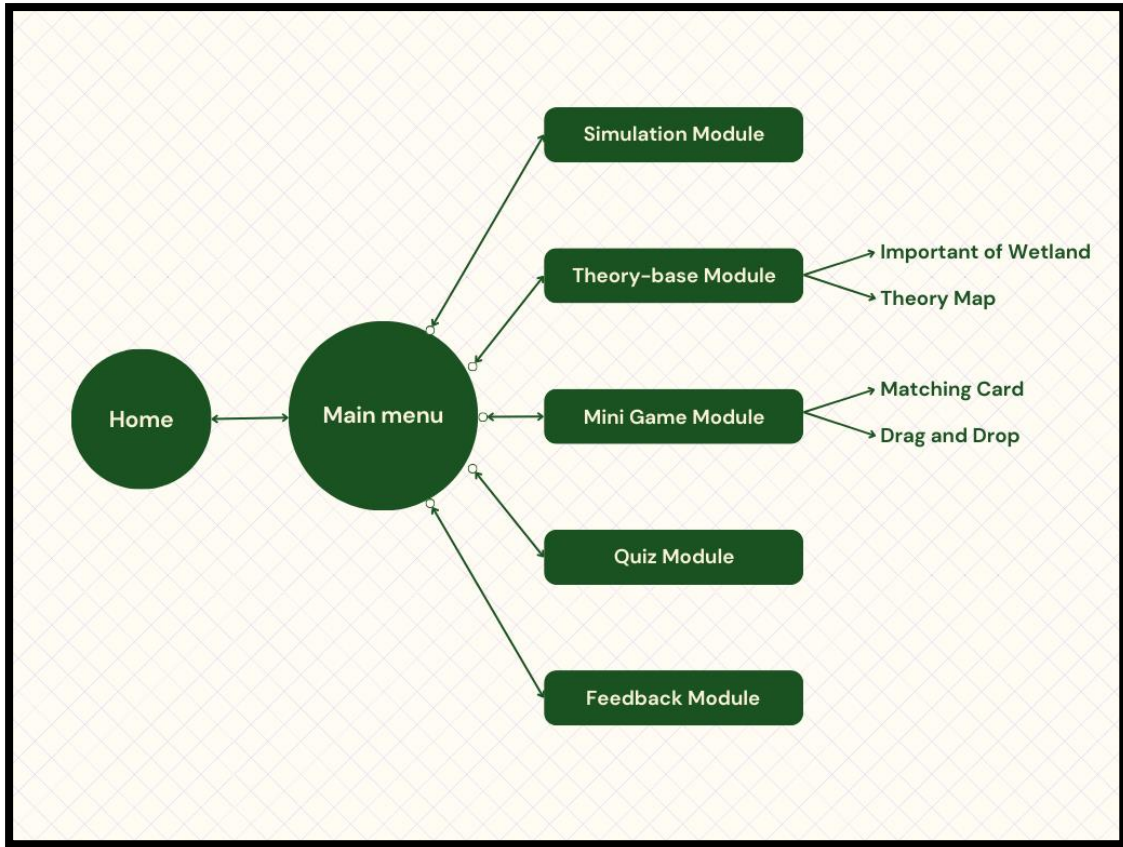 Simulation Module
Theory-base Module
Important of Wetland
Theory Map
Home
Main menu
Mini Game Module
Matching Card
Drag and Drop
Quiz Module
Feedback Module